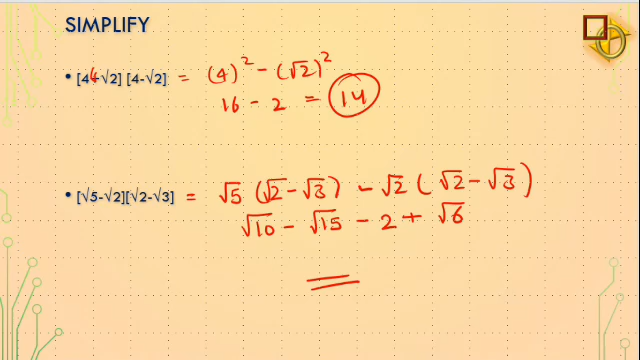 SIMPLIFY
• [4+√2] [4-√2] = (4)² - (√2)²
16 - 2 = 14
• [√5-√2][√2-√3] = √5 (√2 - √3) - √2 (√2 - √3)
√10 - √15 - 2 + √6